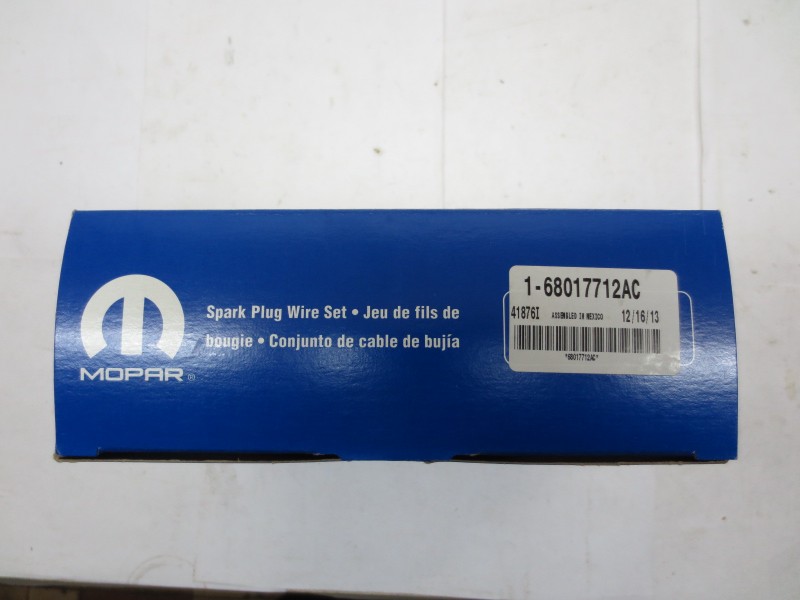 MOPAR®
Spark Plug Wire Set • Jeu de fils de
bougie • Conjunto de cable de bujía
1-68017712AC
41876I ASSEMBLED IN MEXICO 12/16/13
*68017712AC*